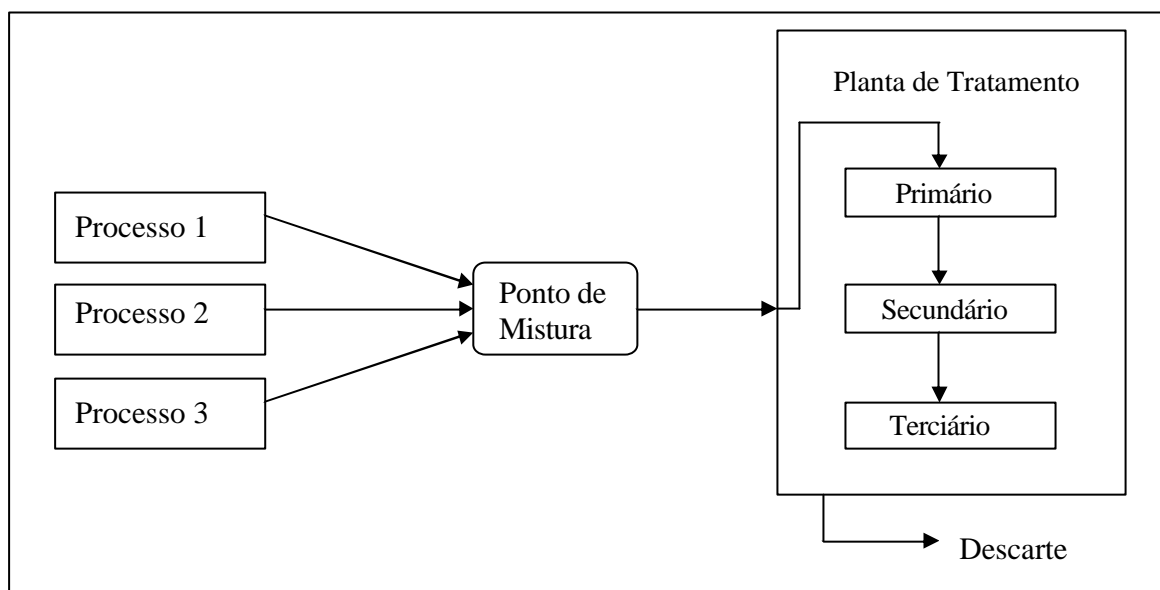 Planta de Tratamento
Primário
Processo 1
Processo 2
Ponto de
Mistura
Secundário
Processo 3
Terciário
Descarte